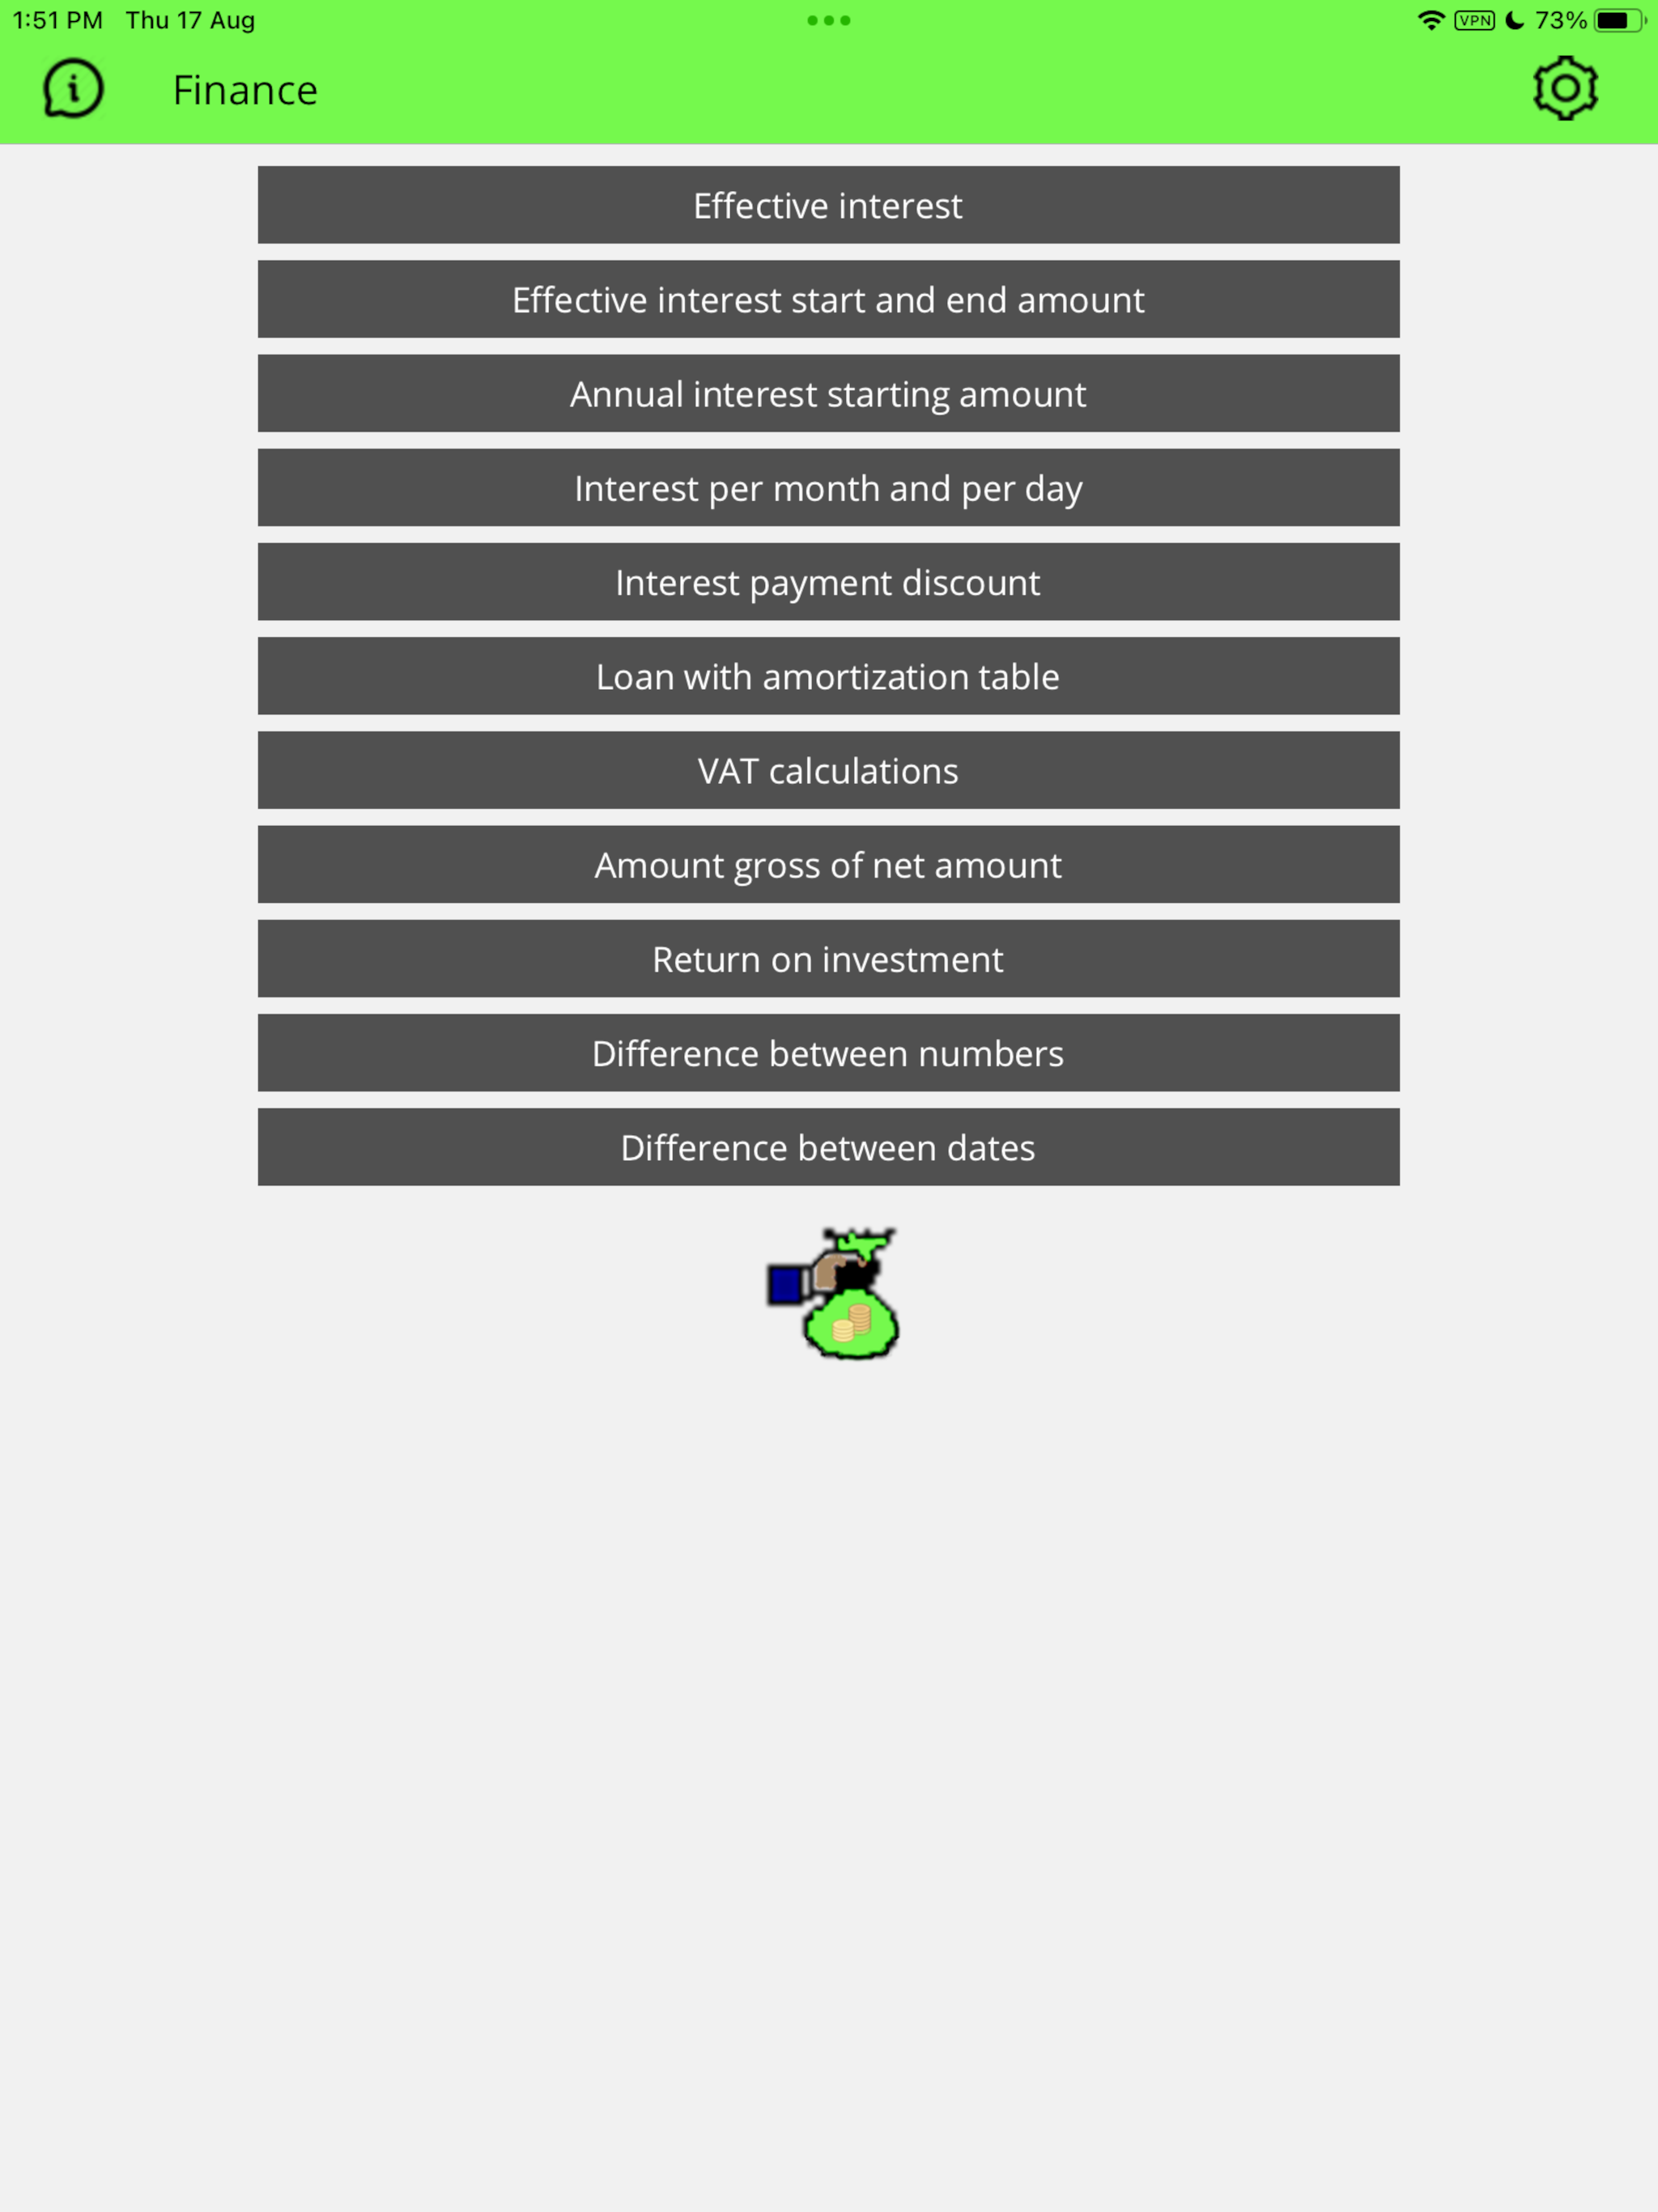 1:51 PM Thu 17 Aug
VPN 73%
i Finance
Effective interest
Effective interest start and end amount
Annual interest starting amount
Interest per month and per day
Interest payment discount
Loan with amortization table
VAT calculations
Amount gross of net amount
Return on investment
Difference between numbers
Difference between dates